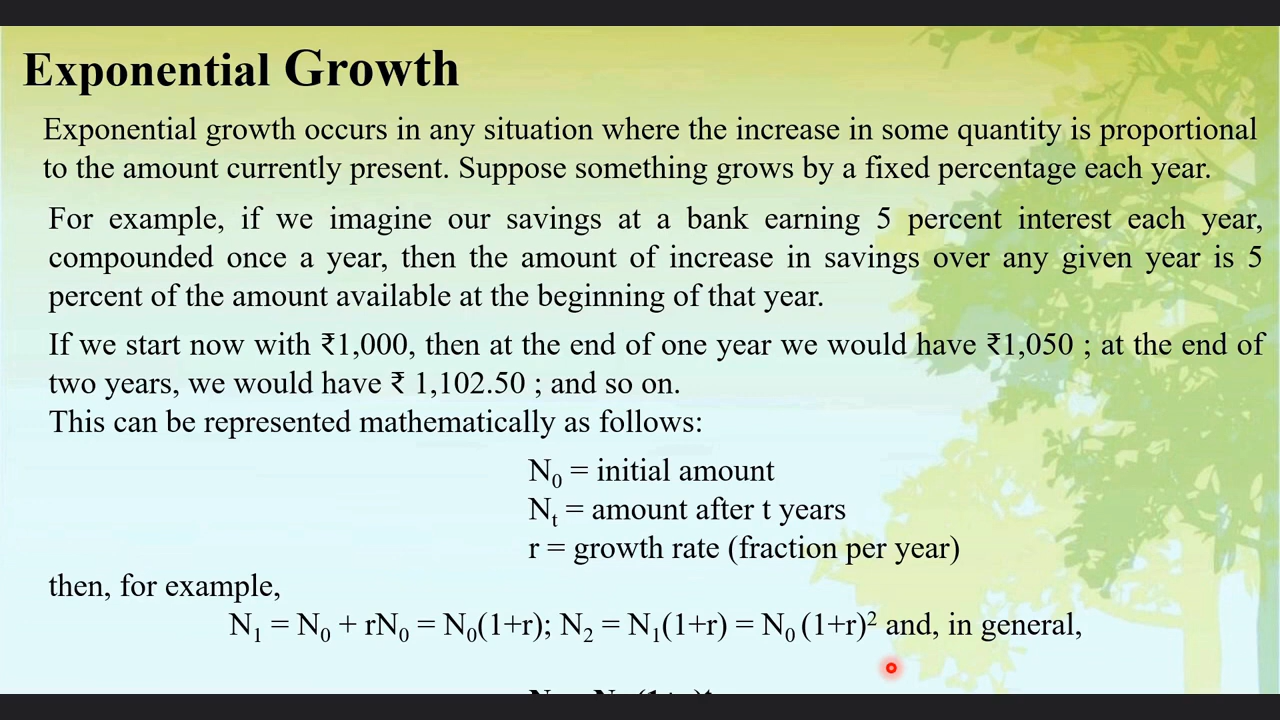 Exponential Growth
Exponential growth occurs in any situation where the increase in some quantity is proportional
to the amount currently present. Suppose something grows by a fixed percentage each year.
For example, if we imagine our savings at a bank earning 5 percent interest each year,
compounded once a year, then the amount of increase in savings over any given year is 5
percent of the amount available at the beginning of that year.
If we start now with ₹1,000, then at the end of one year we would have ₹1,050 ; at the end of
two years, we would have ₹ 1,102.50 ; and so on.
This can be represented mathematically as follows:
N₀ = initial amount
Nₜ = amount after t years
r = growth rate (fraction per year)
then, for example,
N₁ = N₀ + rN₀ = N₀(1+r); N₂ = N₁(1+r) = N₀ (1+r)² and, in general,